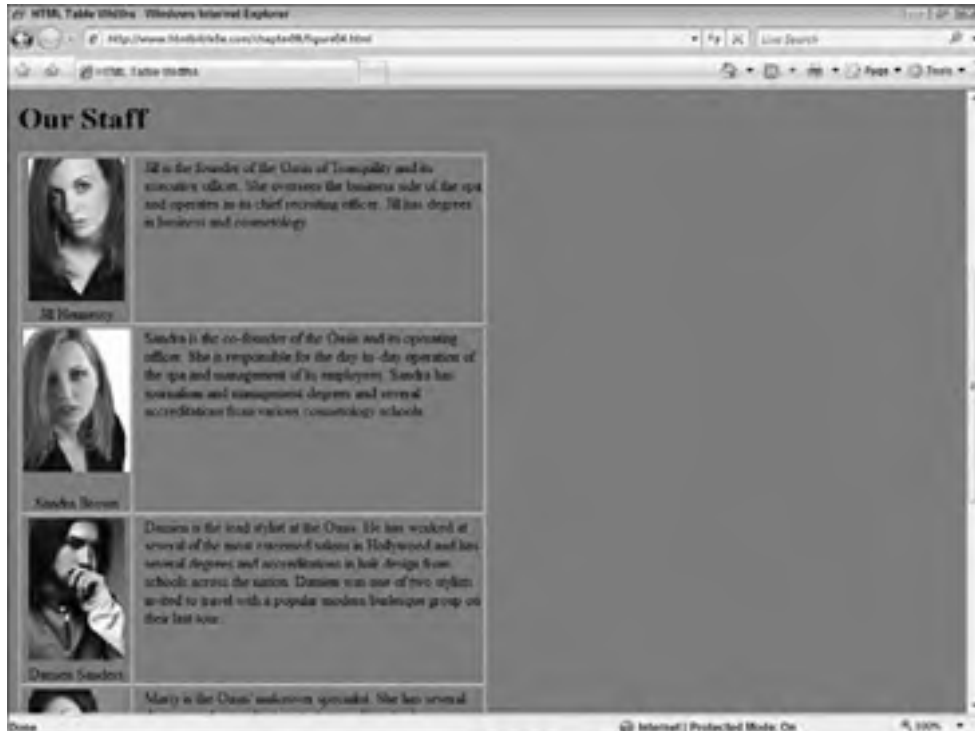 HTML Table Widths - Windows Internet Explorer
Live Search
HTML Table Widths
Page Tools
Our Staff
Jill is the founder of the Oasis of Tranquility and its
executive officer. She oversees the business side of the spa
and operates as its chief recruiting officer. Jill has degrees
in business and cosmetology.
Jill Hennessy
Sandra is the co-founder of the Oasis and its operating
officer. She is responsible for the day-to-day operation of
the spa and management of its employees. Sandra has
journalism and management degrees and several
accreditations from various cosmetology schools.
Sandra Brown
Damien is the lead stylist at the Oasis. He has worked at
several of the most esteemed salons in Hollywood and has
several degrees and accreditations in hair design from
schools across the nation. Damien was one of two stylists
invited to travel with a popular modern burlesque group on
their last tour.
Damien Sanders
Marty is the Oasis' makeover specialist. She has several
Done
Internet | Protected Mode: On
100%